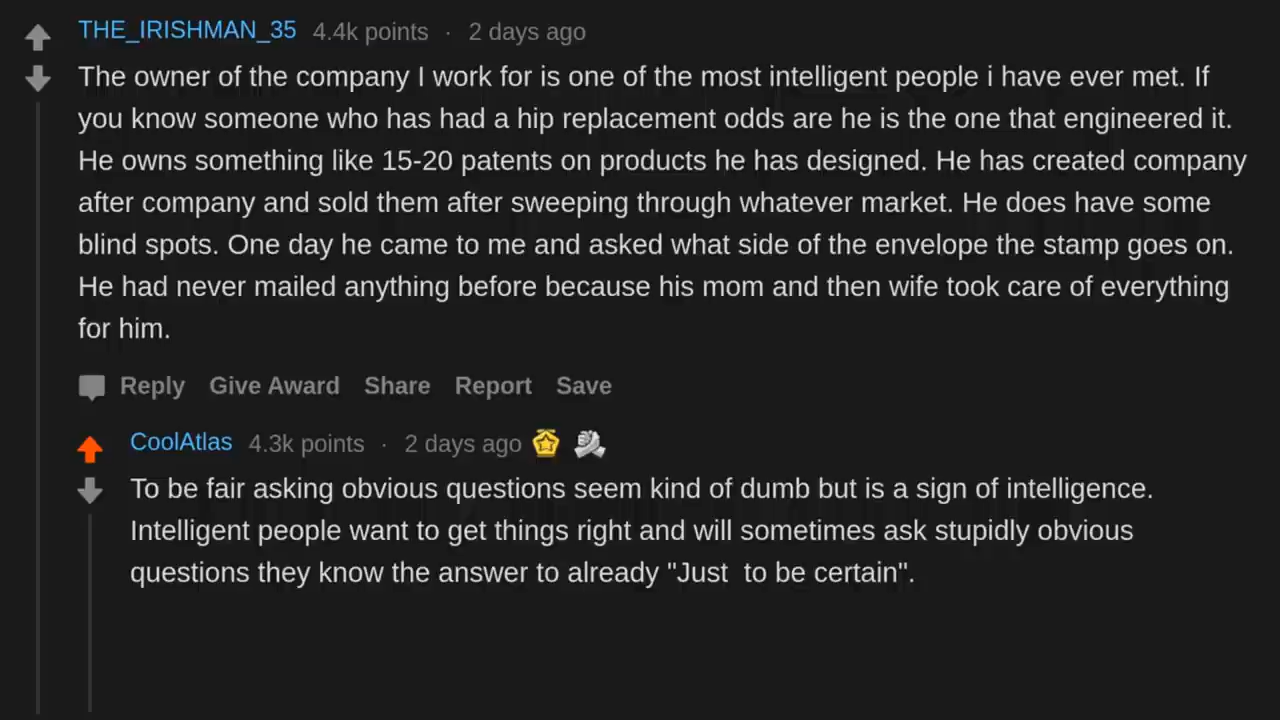 THE_IRISHMAN_35 4.4k points · 2 days ago
The owner of the company I work for is one of the most intelligent people i have ever met. If
you know someone who has had a hip replacement odds are he is the one that engineered it.
He owns something like 15-20 patents on products he has designed. He has created company
after company and sold them after sweeping through whatever market. He does have some
blind spots. One day he came to me and asked what side of the envelope the stamp goes on.
He had never mailed anything before because his mom and then wife took care of everything
for him.
Reply Give Award Share Report Save
CoolAtlas 4.3k points · 2 days ago
To be fair asking obvious questions seem kind of dumb but is a sign of intelligence.
Intelligent people want to get things right and will sometimes ask stupidly obvious
questions they know the answer to already "Just  to be certain".